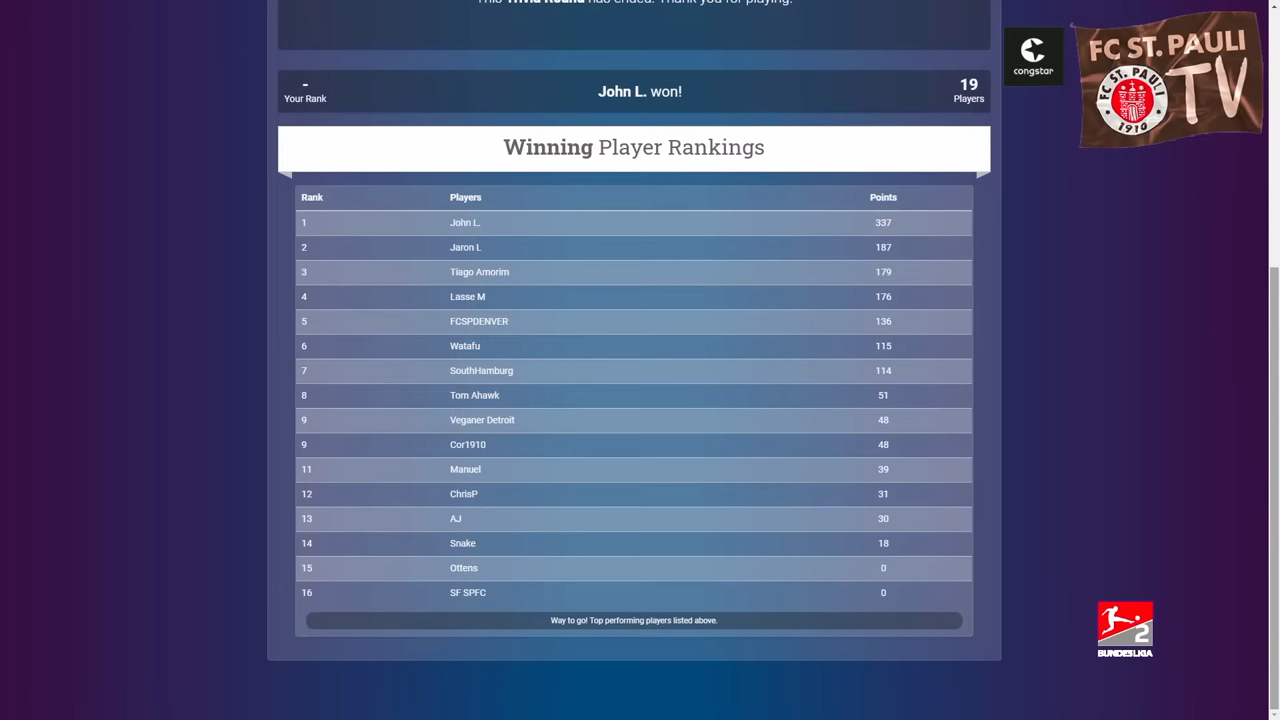 This Trivia Round has ended. Thank you for playing.
-
Your Rank
John L. won!
19
Players
Winning Player Rankings
Rank Players Points
1 John L. 337
2 Jaron L 187
3 Tiago Amorim 179
4 Lasse M 176
5 FCSPDENVER 136
6 Watafu 115
7 SouthHamburg 114
8 Tom Ahawk 51
9 Veganer Detroit 48
9 Cor1910 48
11 Manuel 39
12 ChrisP 31
13 AJ 30
14 Snake 18
15 Ottens 0
16 SF SPFC 0
Way to go! Top performing players listed above.
congstar
FC ST. PAULI
TV
FC ST. PAULI
1910
2
BUNDESLIGA